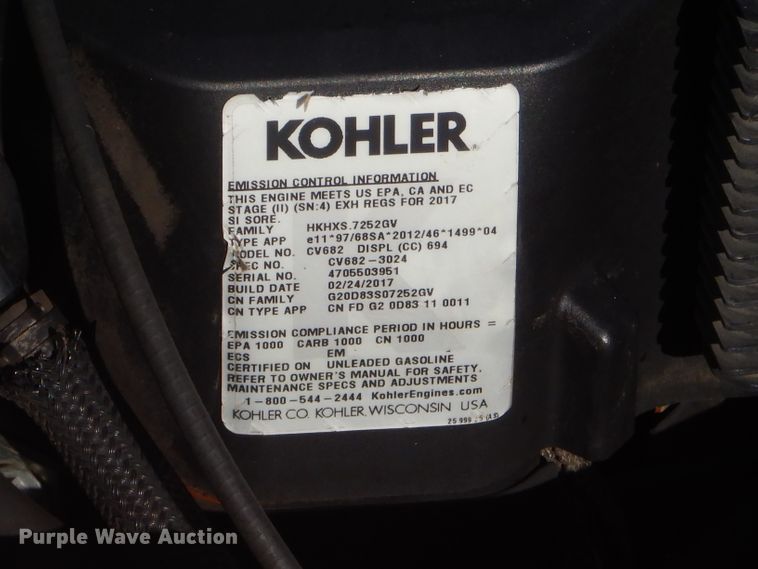 KOHLER
EMISSION CONTROL INFORMATION
THIS ENGINE MEETS US EPA, CA AND EC
STAGE (II) (SN:4) EXH REGS FOR 2017
SI SORE.
FAMILY HKHXS.7252GV
TYPE APP e11*97/68SA*2012/46*1499*04
MODEL NO. CV682 DISPL (CC) 694
SPEC NO. CV682-3024
SERIAL NO. 4705503951
BUILD DATE 02/24/2017
CN FAMILY G20D83S07252GV
CN TYPE APP CN FD G2 0D83 11 0011
EMISSION COMPLIANCE PERIOD IN HOURS =
EPA 1000 CARB 1000 CN 1000
ECS EM
CERTIFIED ON UNLEADED GASOLINE
REFER TO OWNER'S MANUAL FOR SAFETY,
MAINTENANCE SPECS AND ADJUSTMENTS
1-800-544-2444 KohlerEngines.com
KOHLER CO. KOHLER, WISCONSIN USA
25 999
Purple Wave Auction